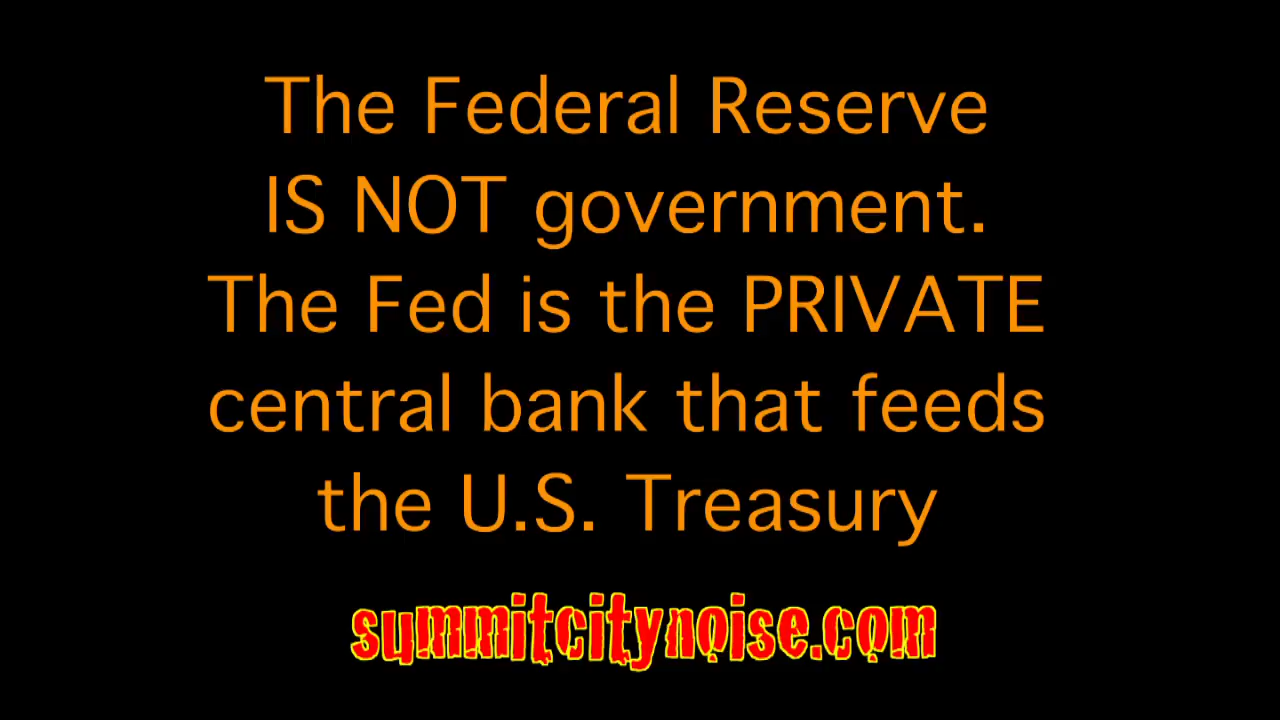 The Federal Reserve
IS NOT government.
The Fed is the PRIVATE
central bank that feeds
the U.S. Treasury
summitcitynoise.com